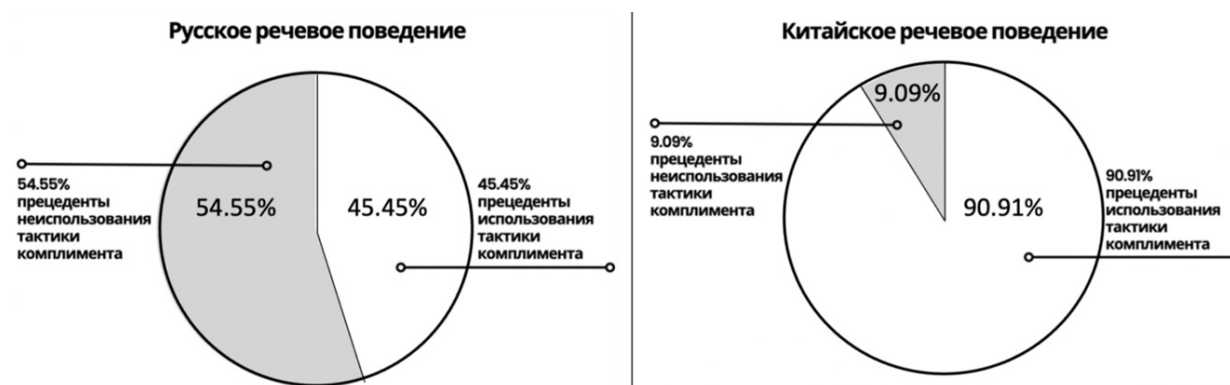 Русское речевое поведение
54.55%
прецеденты
неиспользования
тактики
комплимента
54.55%
45.45%
45.45%
прецеденты
использования
тактики
комплимента
Китайское речевое поведение
9.09%
9.09%
прецеденты
неиспользования
тактики
комплимента
90.91%
90.91%
прецеденты
использования
тактики
комплимента